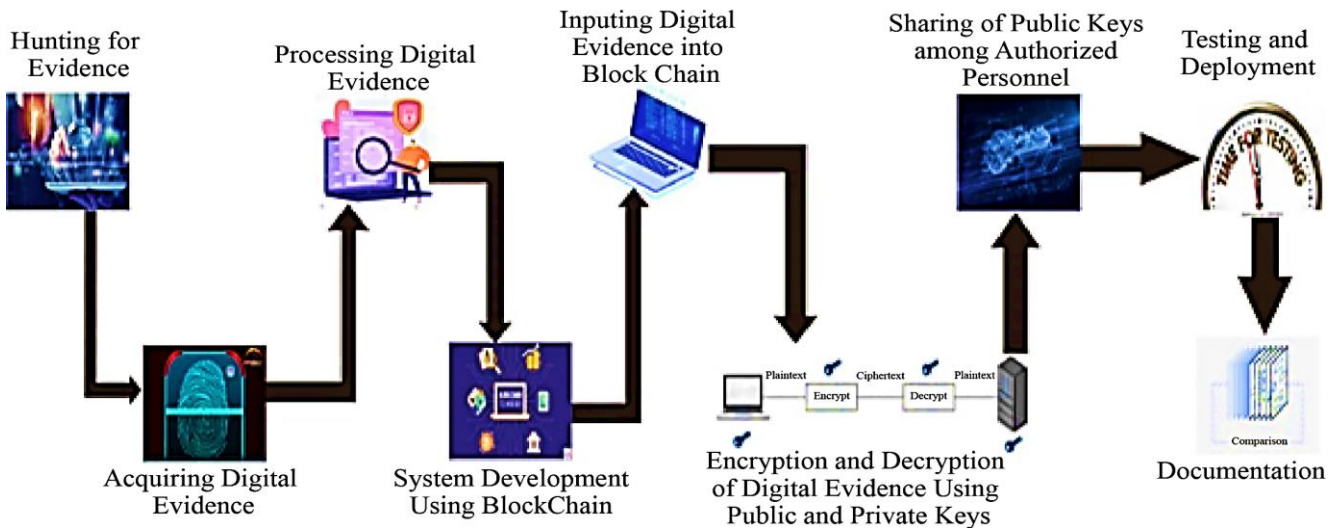 Hunting for
Evidence
Acquiring Digital
Evidence
Processing Digital
Evidence
System Development
Using BlockChain
Inputing Digital
Evidence into
Block Chain
Plaintext
Encrypt
Ciphertext
Decrypt
Plaintext
Encryption and Decryption
of Digital Evidence Using
Public and Private Keys
Sharing of Public Keys
among Authorized
Personnel
Testing and
Deployment
TIME FOR TESTING
Comparison
Documentation